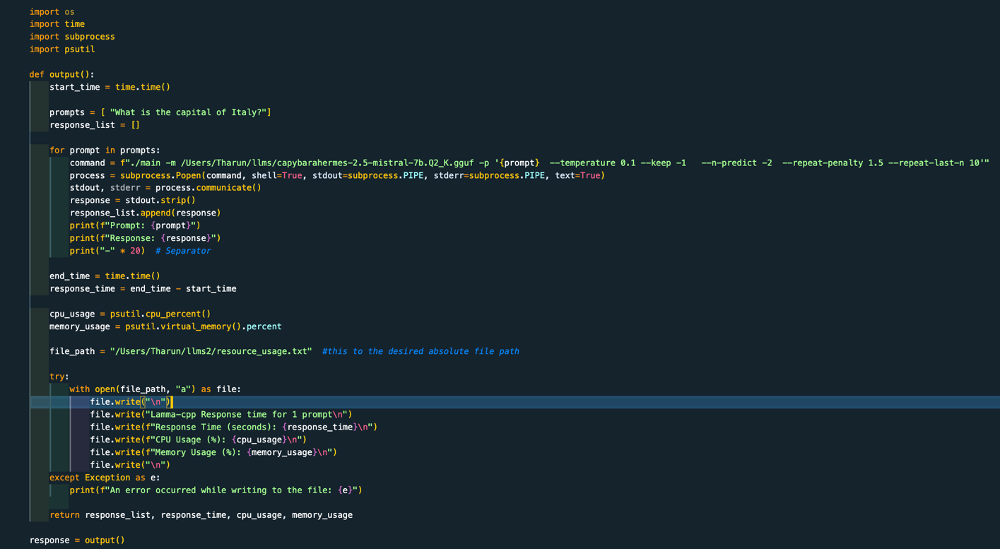 import os
import time
import subprocess
import psutil
def output():
start_time = time.time()
prompts = [ "What is the capital of Italy?"]
response_list = []
for prompt in prompts:
command = f"./main -m /Users/Tharun/llms/capybarahermes-2.5-mistral-7b.Q2_K.gguf -p '{prompt}  --temperature 0.1 --keep -1   --n-predict -2  --repeat-penalty 1.5 --repeat-last-n 10'"
process = subprocess.Popen(command, shell=True, stdout=subprocess.PIPE, stderr=subprocess.PIPE, text=True)
stdout, stderr = process.communicate()
response = stdout.strip()
response_list.append(response)
print(f"Prompt: {prompt}")
print(f"Response: {response}")
print("-" * 20)  # Separator
end_time = time.time()
response_time = end_time - start_time
cpu_usage = psutil.cpu_percent()
memory_usage = psutil.virtual_memory().percent
file_path = "/Users/Tharun/llms2/resource_usage.txt"  #this to the desired absolute file path
try:
with open(file_path, "a") as file:
file.write("\n")
file.write("Lamma-cpp Response time for 1 prompt\n")
file.write(f"Response Time (seconds): {response_time}\n")
file.write(f"CPU Usage (%): {cpu_usage}\n")
file.write(f"Memory Usage (%): {memory_usage}\n")
file.write("\n")
except Exception as e:
print(f"An error occurred while writing to the file: {e}")
return response_list, response_time, cpu_usage, memory_usage
response = output()